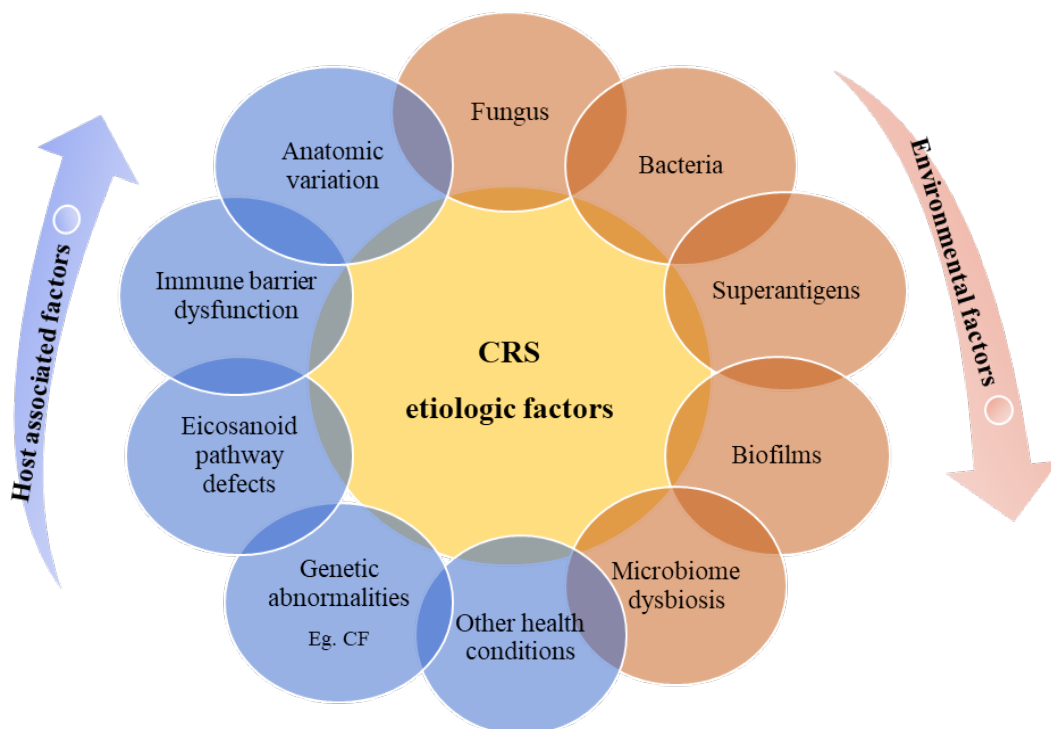 Fungus
Bacteria
Superantigens
Biofilms
Microbiome
dysbiosis
Other health
conditions
Genetic
abnormalities
Eg. CF
Eicosanoid
pathway
defects
Immune barrier
dysfunction
Anatomic
variation
CRS
etiologic factors
Host associated factors
Environmental factors